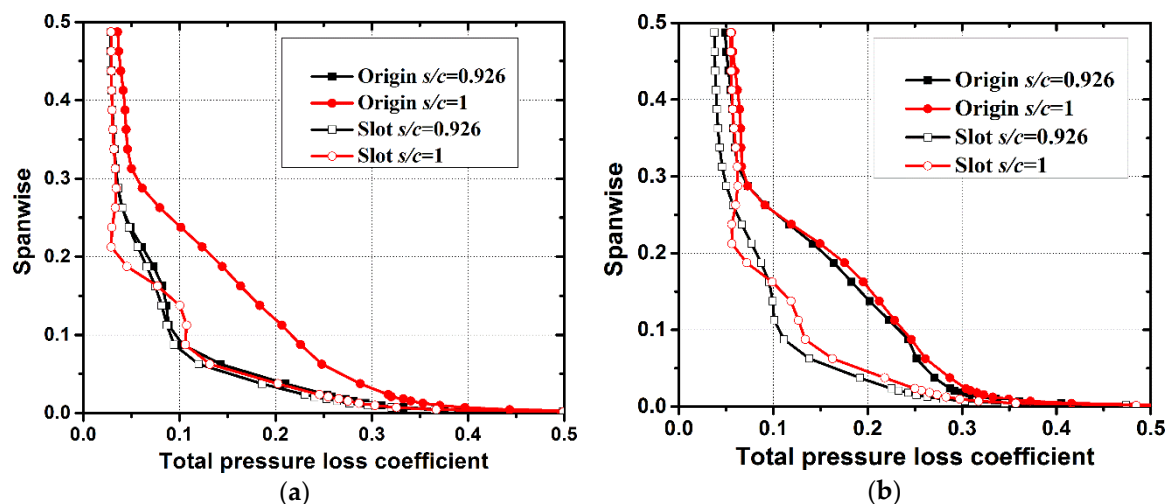 0.5
0.4
0.3
0.2
0.1
0.0
Spanwise
Origin s/c=0.926
Origin s/c=1
Slot s/c=0.926
Slot s/c=1
0.0 0.1 0.2 0.3 0.4 0.5
Total pressure loss coefficient
(a)
0.5
0.4
0.3
0.2
0.1
0.0
Spanwise
Origin s/c=0.926
Origin s/c=1
Slot s/c=0.926
Slot s/c=1
0.0 0.1 0.2 0.3 0.4 0.5
Total pressure loss coefficient
(b)